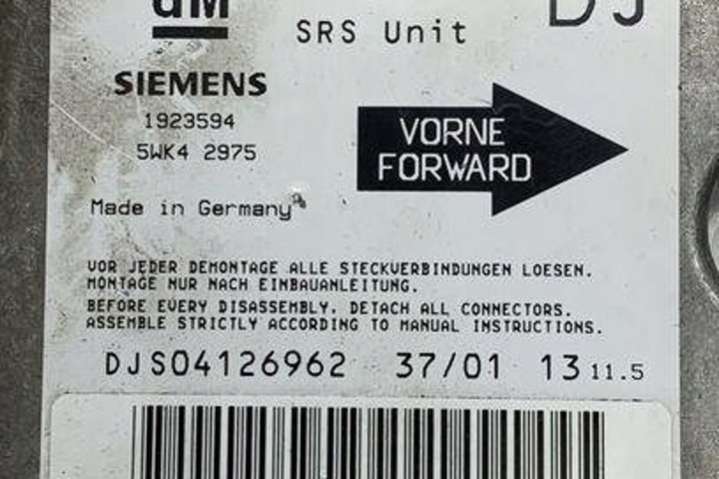 GM
DJ
SRS Unit
SIEMENS
1923594
5WK4 2975
VORNE
FORWARD
Made in Germany
VOR JEDER DEMONTAGE ALLE STECKVERBINDUNGEN LOESEN.
MONTAGE NUR NACH EINBAUANLEITUNG.
BEFORE EVERY DISASSEMBLY, DETACH ALL CONNECTORS.
ASSEMBLE STRICTLY ACCORDING TO MANUAL INSTRUCTIONS.
DJS04126962 37/01 13 11.5